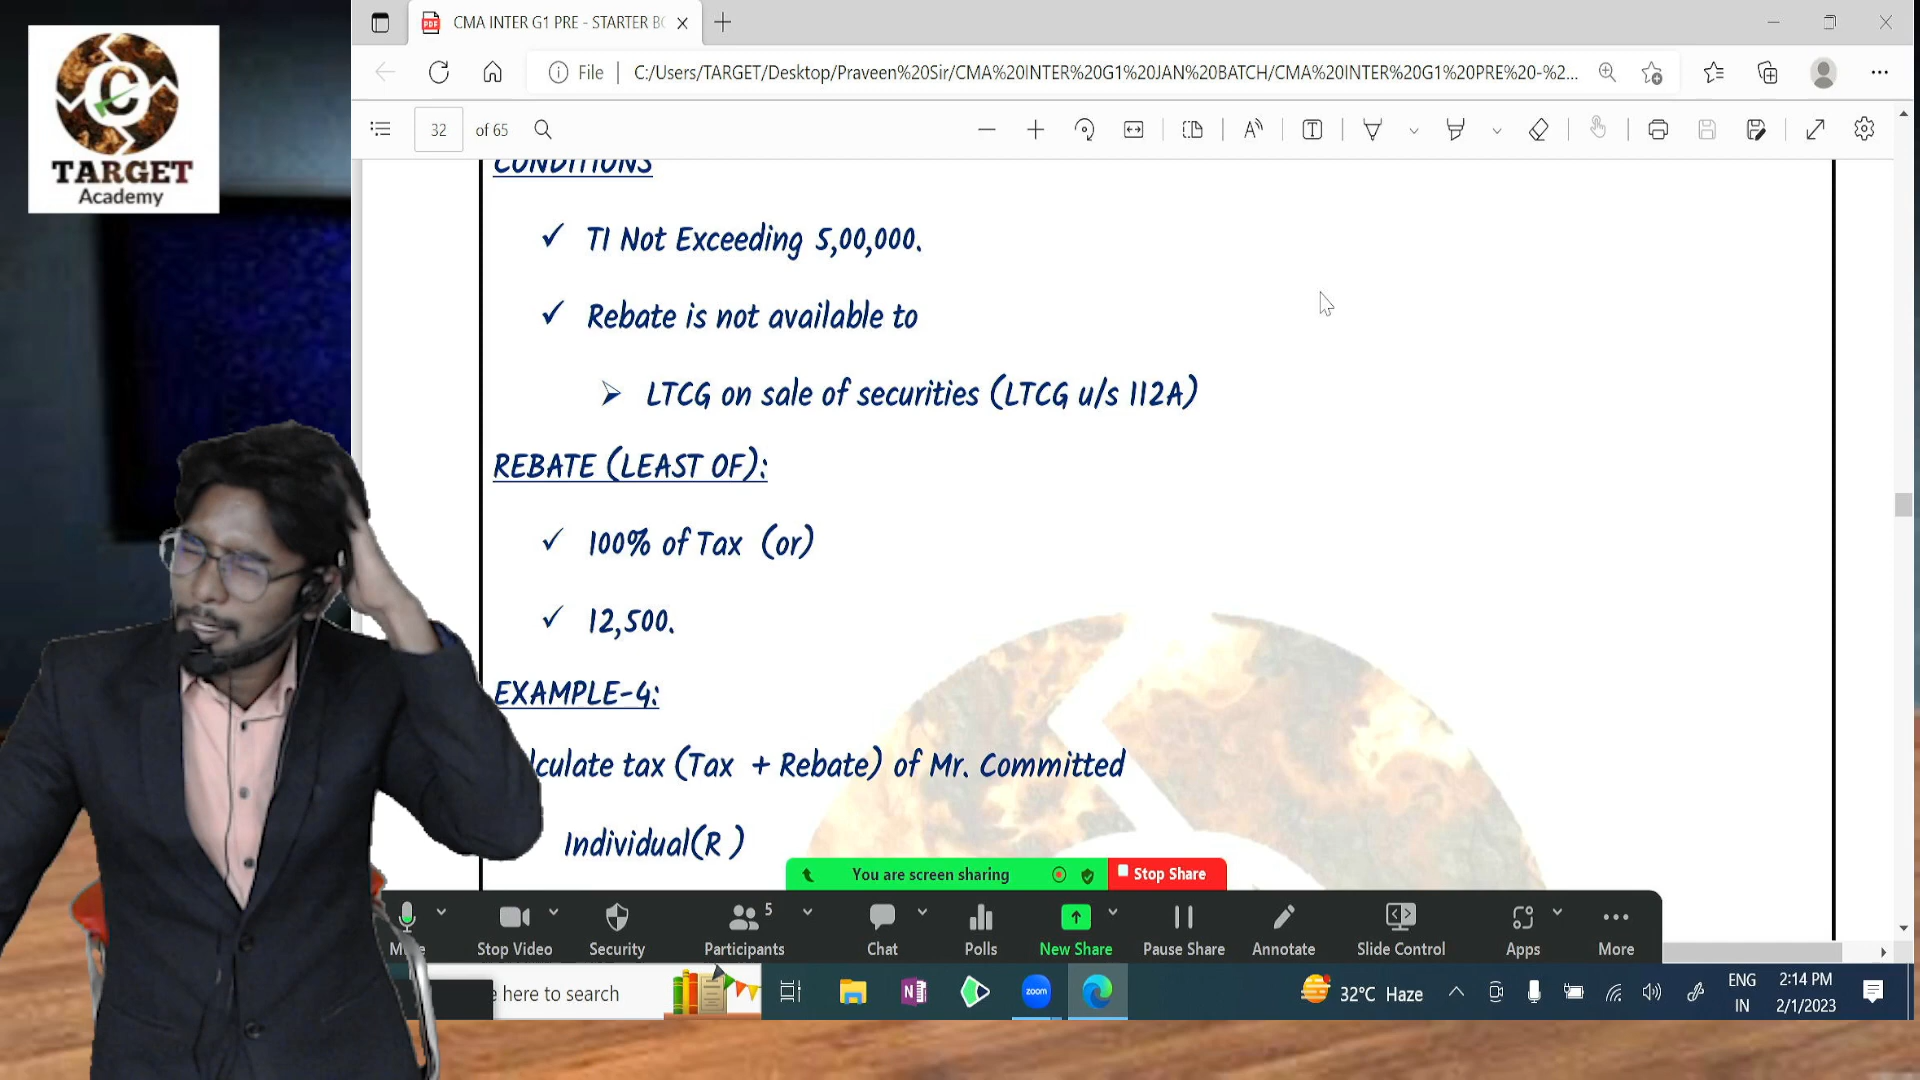 TARGET
Academy
CMA INTER G1 PRE - STARTER BO
File
C:/Users/TARGET/Desktop/Praveen%20Sir/CMA%20INTER%20G1%20JAN%20BATCH/CMA%20INTER%20G1%20PRE%20-%2...
32 of 65
CONDITIONS
✓ TI Not Exceeding 5,00,000.
✓ Rebate is not available to
➢ LTCG on sale of securities (LTCG u/s 112A)
REBATE (LEAST OF):
✓ 100% of Tax (or)
✓ 12,500.
EXAMPLE-4:
lculate tax (Tax + Rebate) of Mr. Committed
Individual(R )
You are screen sharing
Stop Share
5
Stop Video
Security
Participants
Chat
Polls
New Share
Pause Share
Annotate
Slide Control
Apps
More
here to search
zoom
32°C Haze
ENG
IN
2:14 PM
2/1/2023